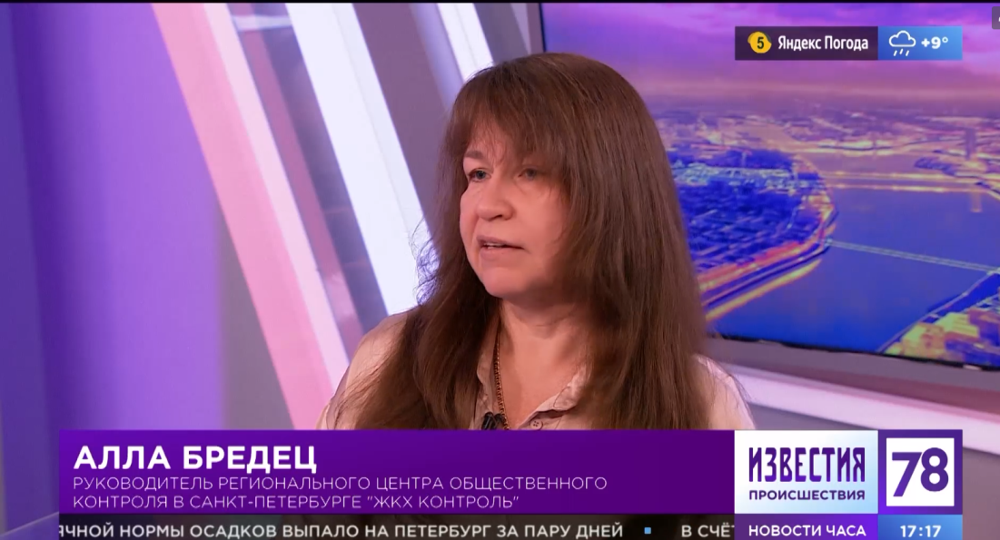 5 Яндекс Погода +9°
АЛЛА БРЕДЕЦ
РУКОВОДИТЕЛЬ РЕГИОНАЛЬНОГО ЦЕНТРА ОБЩЕСТВЕННОГО
КОНТРОЛЯ В САНКТ-ПЕТЕРБУРГЕ "ЖКХ КОНТРОЛЬ"
ИЗВЕСТИЯ
ПРОИСШЕСТВИЯ
78
ЯЧНОЙ НОРМЫ ОСАДКОВ ВЫПАЛО НА ПЕТЕРБУРГ ЗА ПАРУ ДНЕЙ ▪ В СЧЁТ
НОВОСТИ ЧАСА 17:17